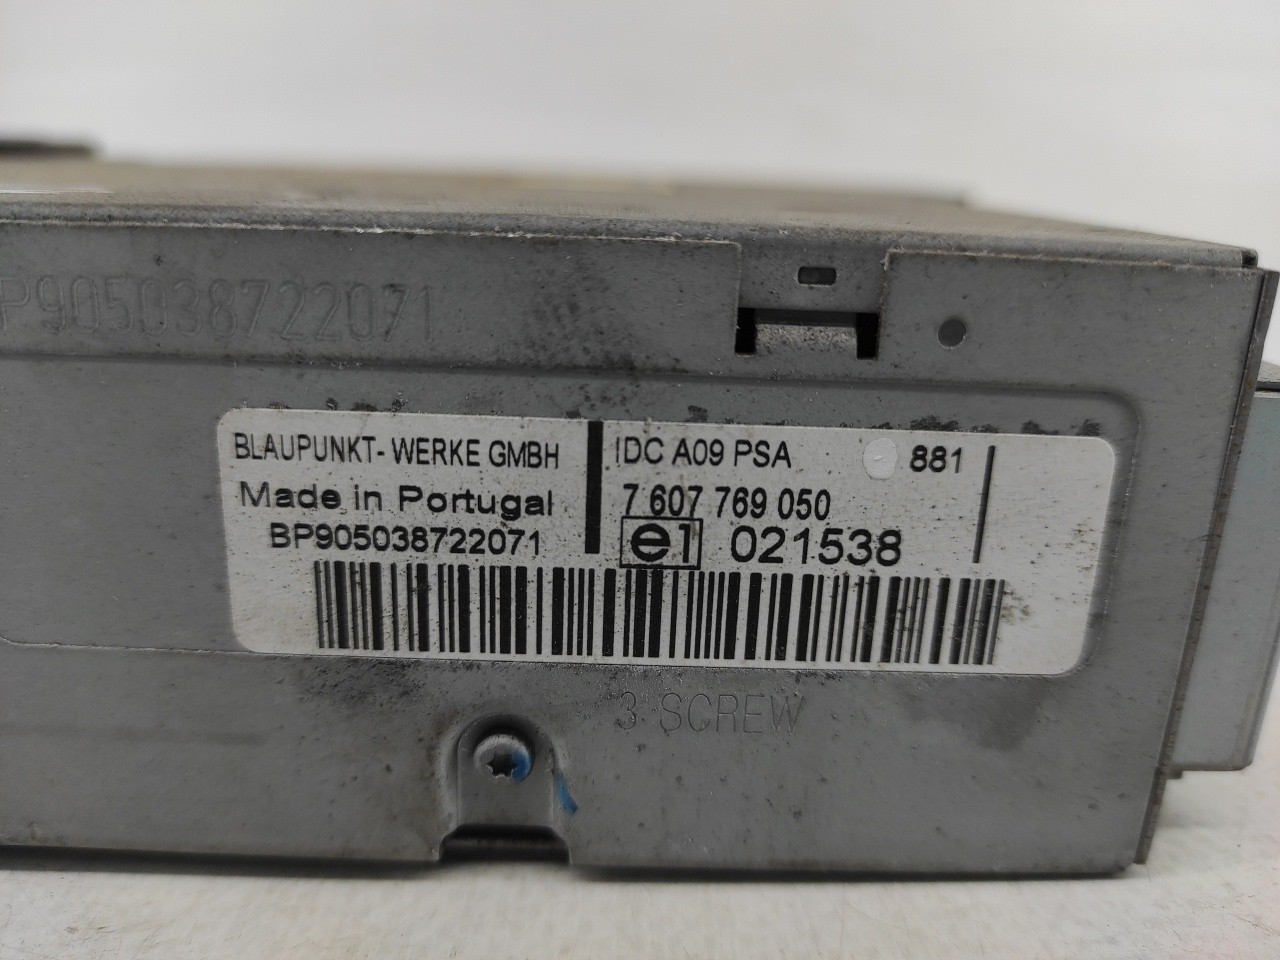 P905038722071
BLAUPUNKT-WERKE GMBH
Made in Portugal
BP905038722071
IDC A09 PSA 881
7 607 769 050
e1 021538
3 SCREW